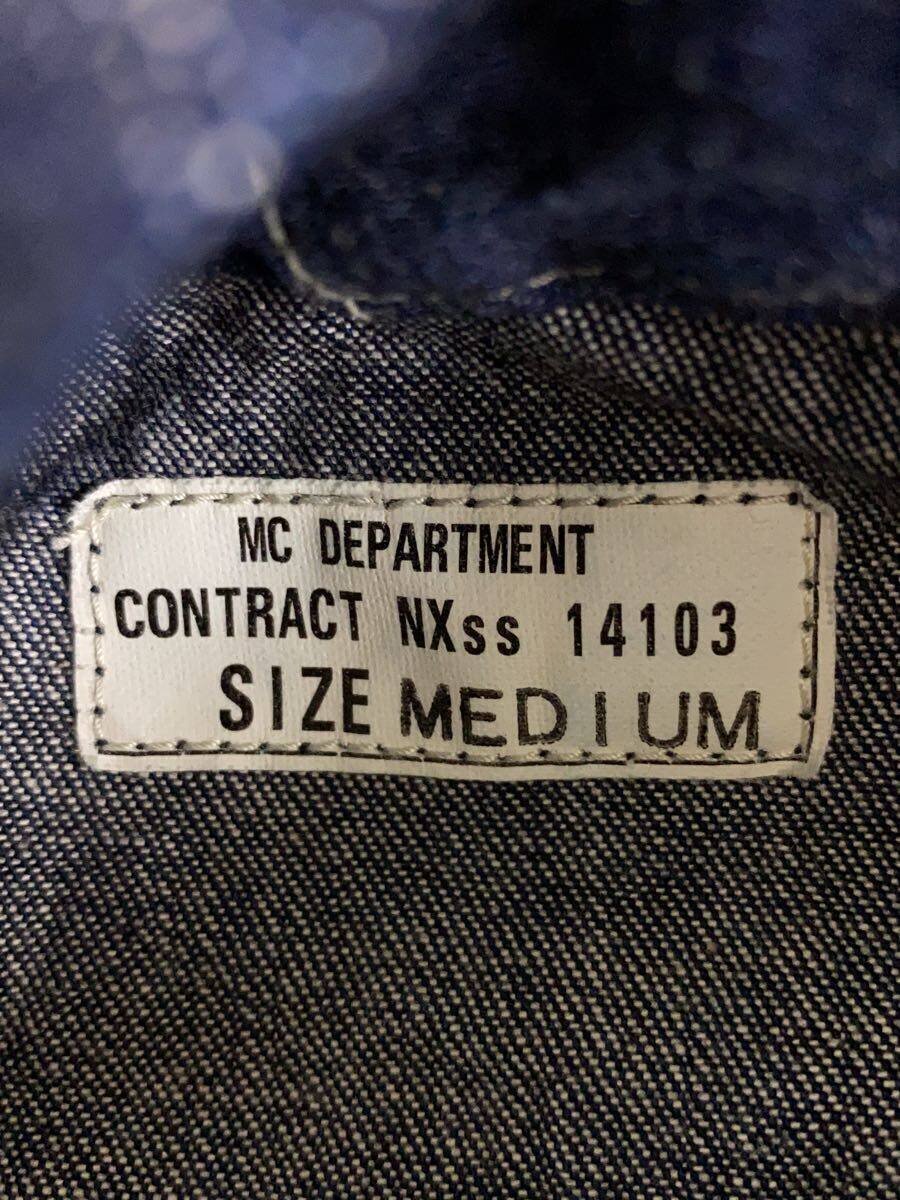 MC DEPARTMENT
CONTRACT NXss 14103
SIZE MEDIUM